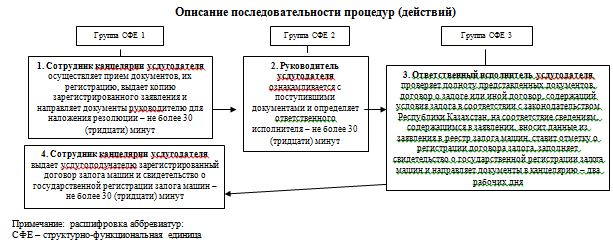 Описание последовательности процедур (действий)
Группа СФЕ 1
Группа СФЕ 2
Группа СФЕ 3
1. Сотрудник канцелярии услугодателя
осуществляет прием документов, их
регистрацию, выдает копию
зарегистрированного заявления и
направляет документы руководителю для
наложения резолюции – не более 30
(тридцати) минут
2. Руководитель
услугодателя
ознакамливается с
поступившими
документами и определяет
ответственного
исполнителя – не более 30
(тридцати) минут
3. Ответственный исполнитель услугодателя
проверяет полноту представленных документов,
договор о залоге или иной договор, содержащий
условия залога в соответствии с законодательством
Республики Казахстан, на соответствие сведениям,
содержащимся в заявлении, вносит данные из
заявления в реестр залога машин, ставит отметку о
регистрации договора залога, заполняет
свидетельство о государственной регистрации залога
машин и направляет документы в канцелярию – два
рабочих дня
4. Сотрудник канцелярии услугодателя
выдает услугополучателю зарегистрированный
договор залога машин и свидетельство о
государственной регистрации залога машин –
не более 30 (тридцати) минут
Примечание: расшифровка аббревиатур:
СФЕ – структурно-функциональная единица